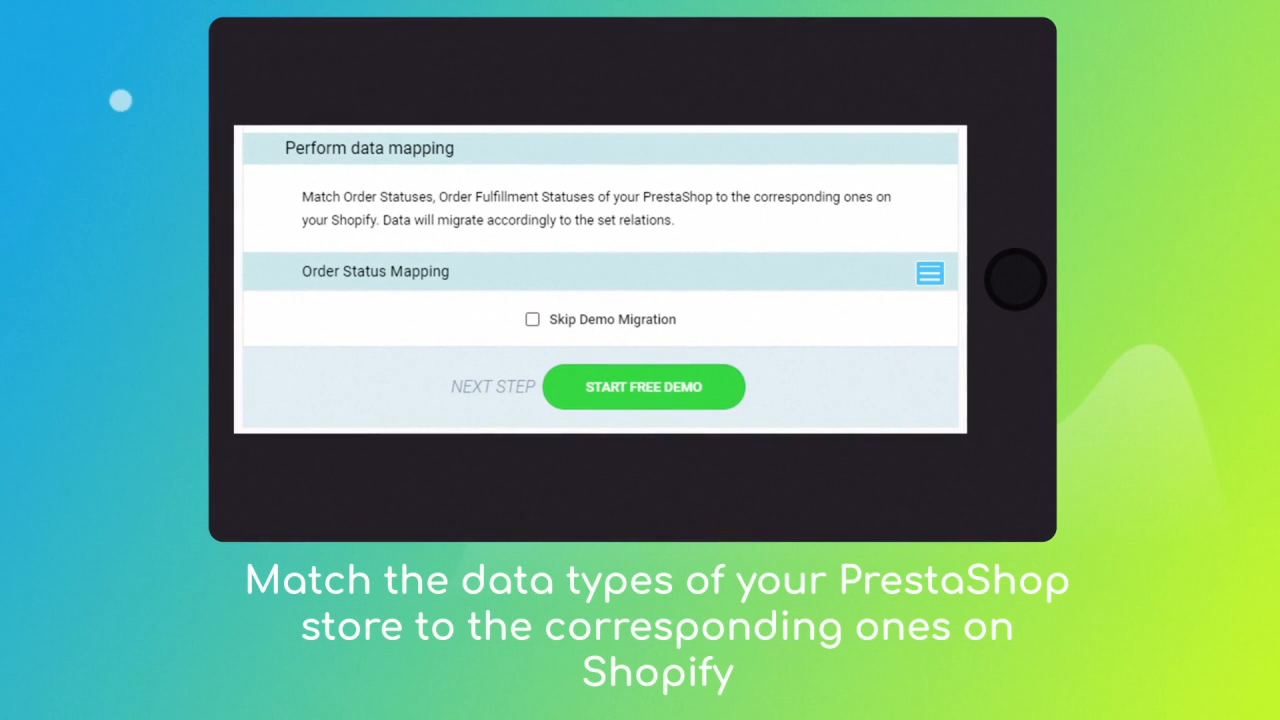 Perform data mapping
Match Order Statuses, Order Fulfillment Statuses of your PrestaShop to the corresponding ones on
your Shopify. Data will migrate accordingly to the set relations.
Order Status Mapping
Skip Demo Migration
NEXT STEP START FREE DEMO
Match the data types of your PrestaShop
store to the corresponding ones on
Shopify